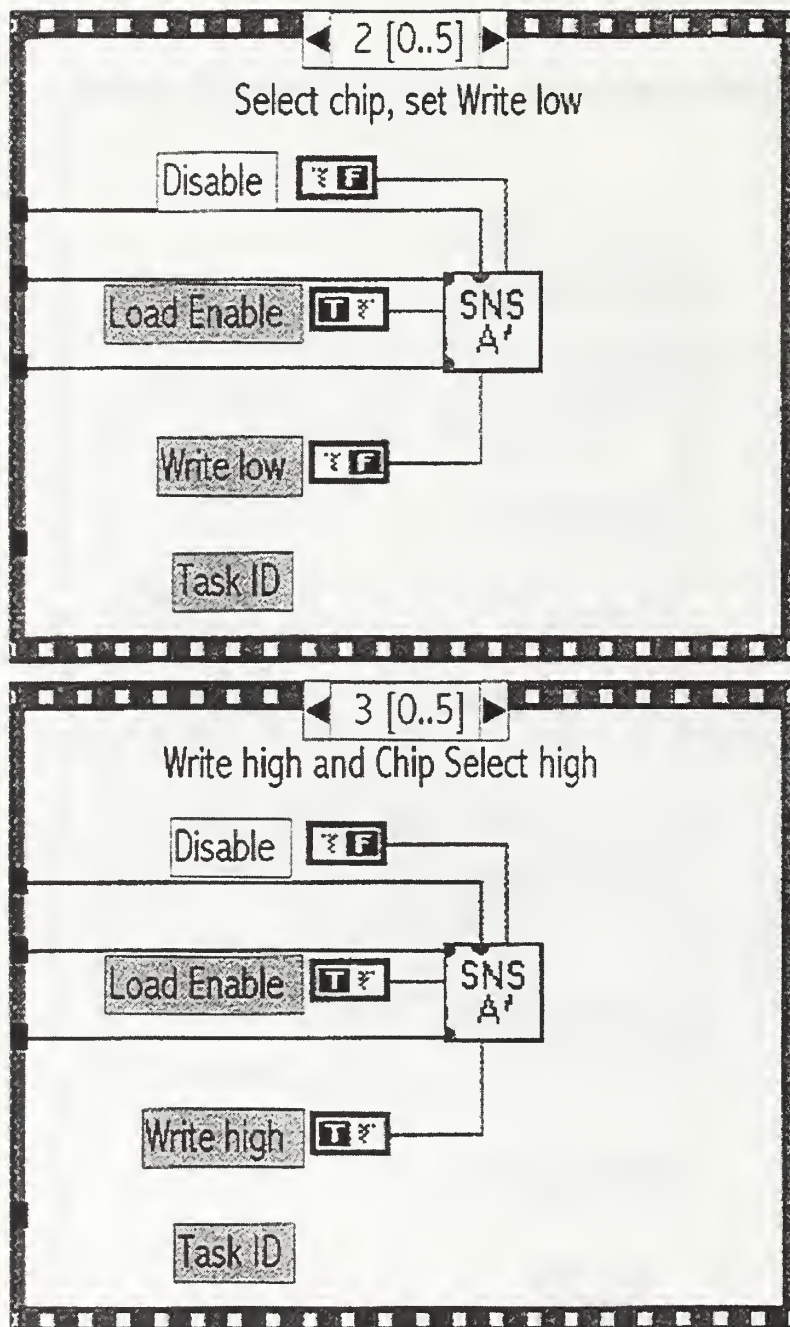 2 [0..5]
Select chip, set Write low
Disable F
Load Enable T
SNS
A'
Write low F
Task ID
3 [0..5]
Write high and Chip Select high
Disable F
Load Enable T
SNS
A'
Write high T
Task ID